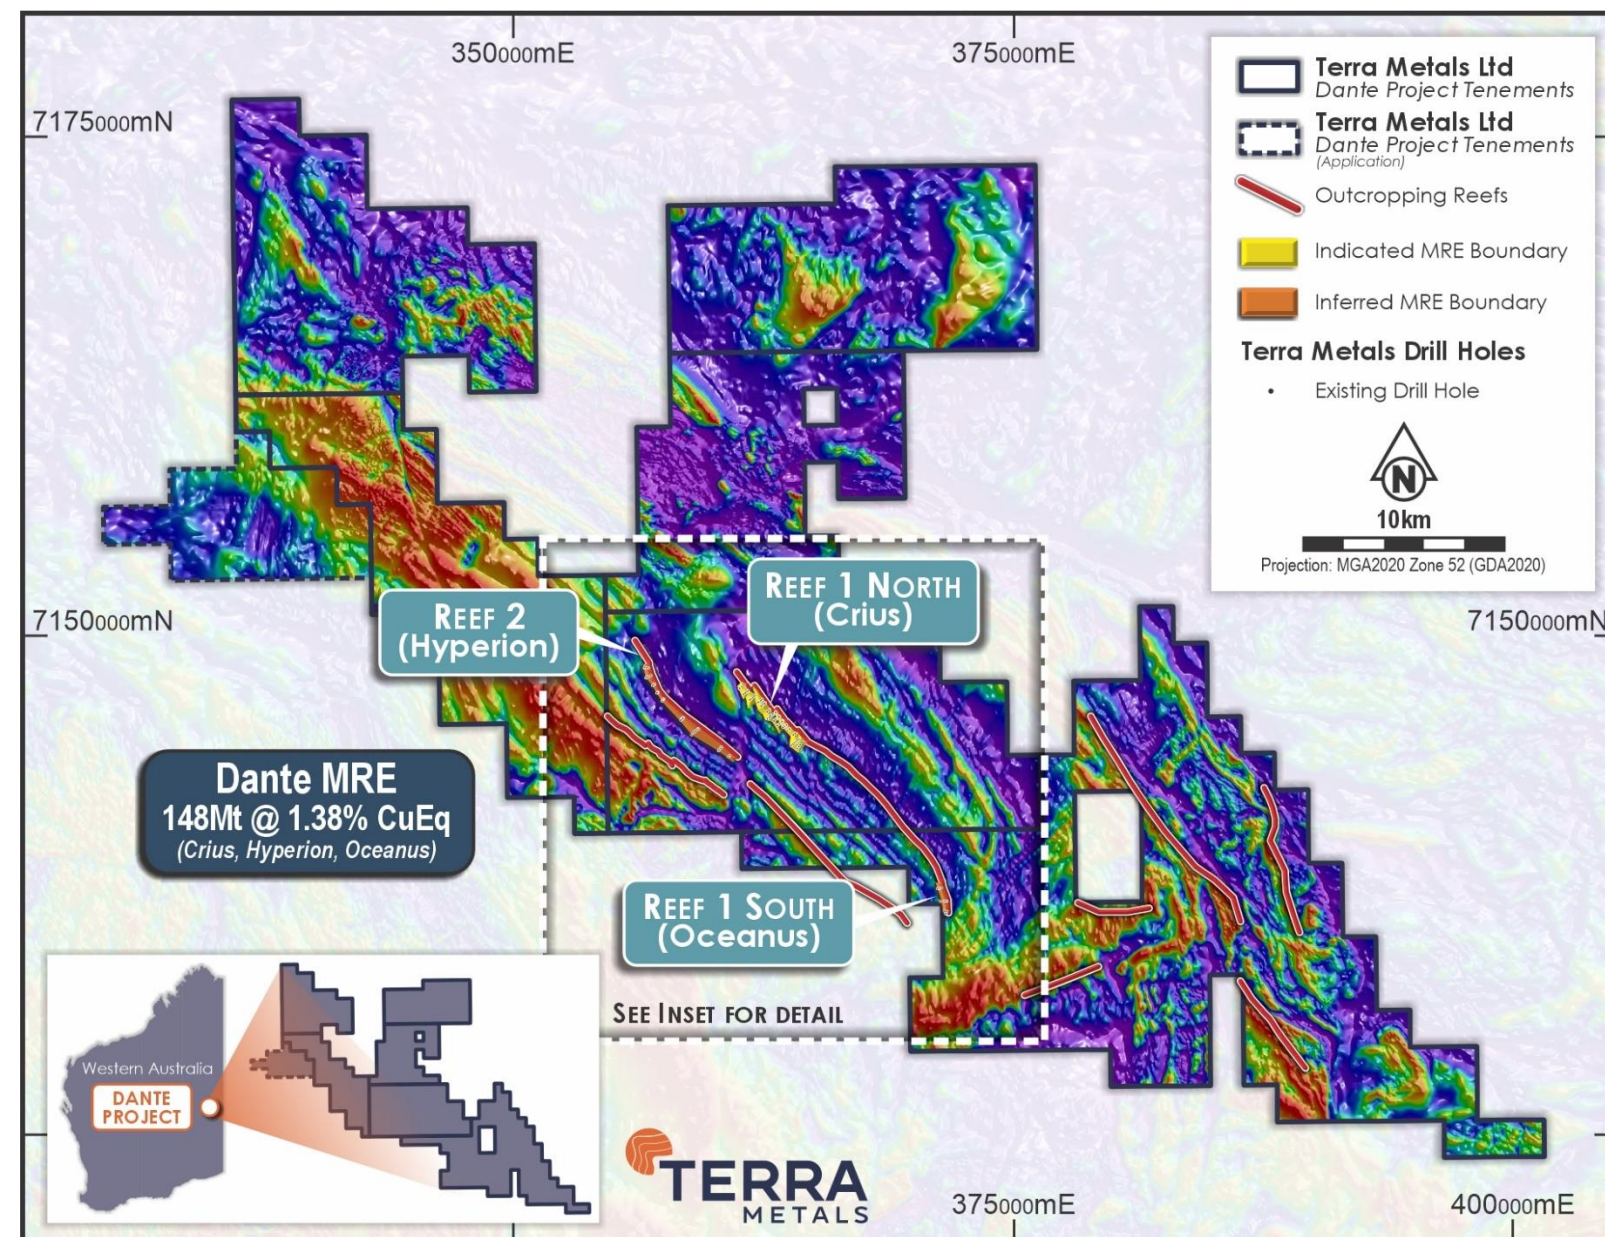 350000mE
375000mE
7175000mN
Terra Metals Ltd
Dante Project Tenements
Terra Metals Ltd
Dante Project Tenements
(Application)
Outcropping Reefs
Indicated MRE Boundary
Inferred MRE Boundary
Terra Metals Drill Holes
Existing Drill Hole
N
10km
Projection: MGA2020 Zone 52 (GDA2020)
7150000mN
7150000mN
REEF 1 NORTH
(Crius)
REEF 2
(Hyperion)
Dante MRE
148Mt @ 1.38% CuEq
(Crius, Hyperion, Oceanus)
REEF 1 SOUTH
(Oceanus)
SEE INSET FOR DETAIL
Western Australia
DANTE
PROJECT
TERRA
METALS
375000mE
400000mE